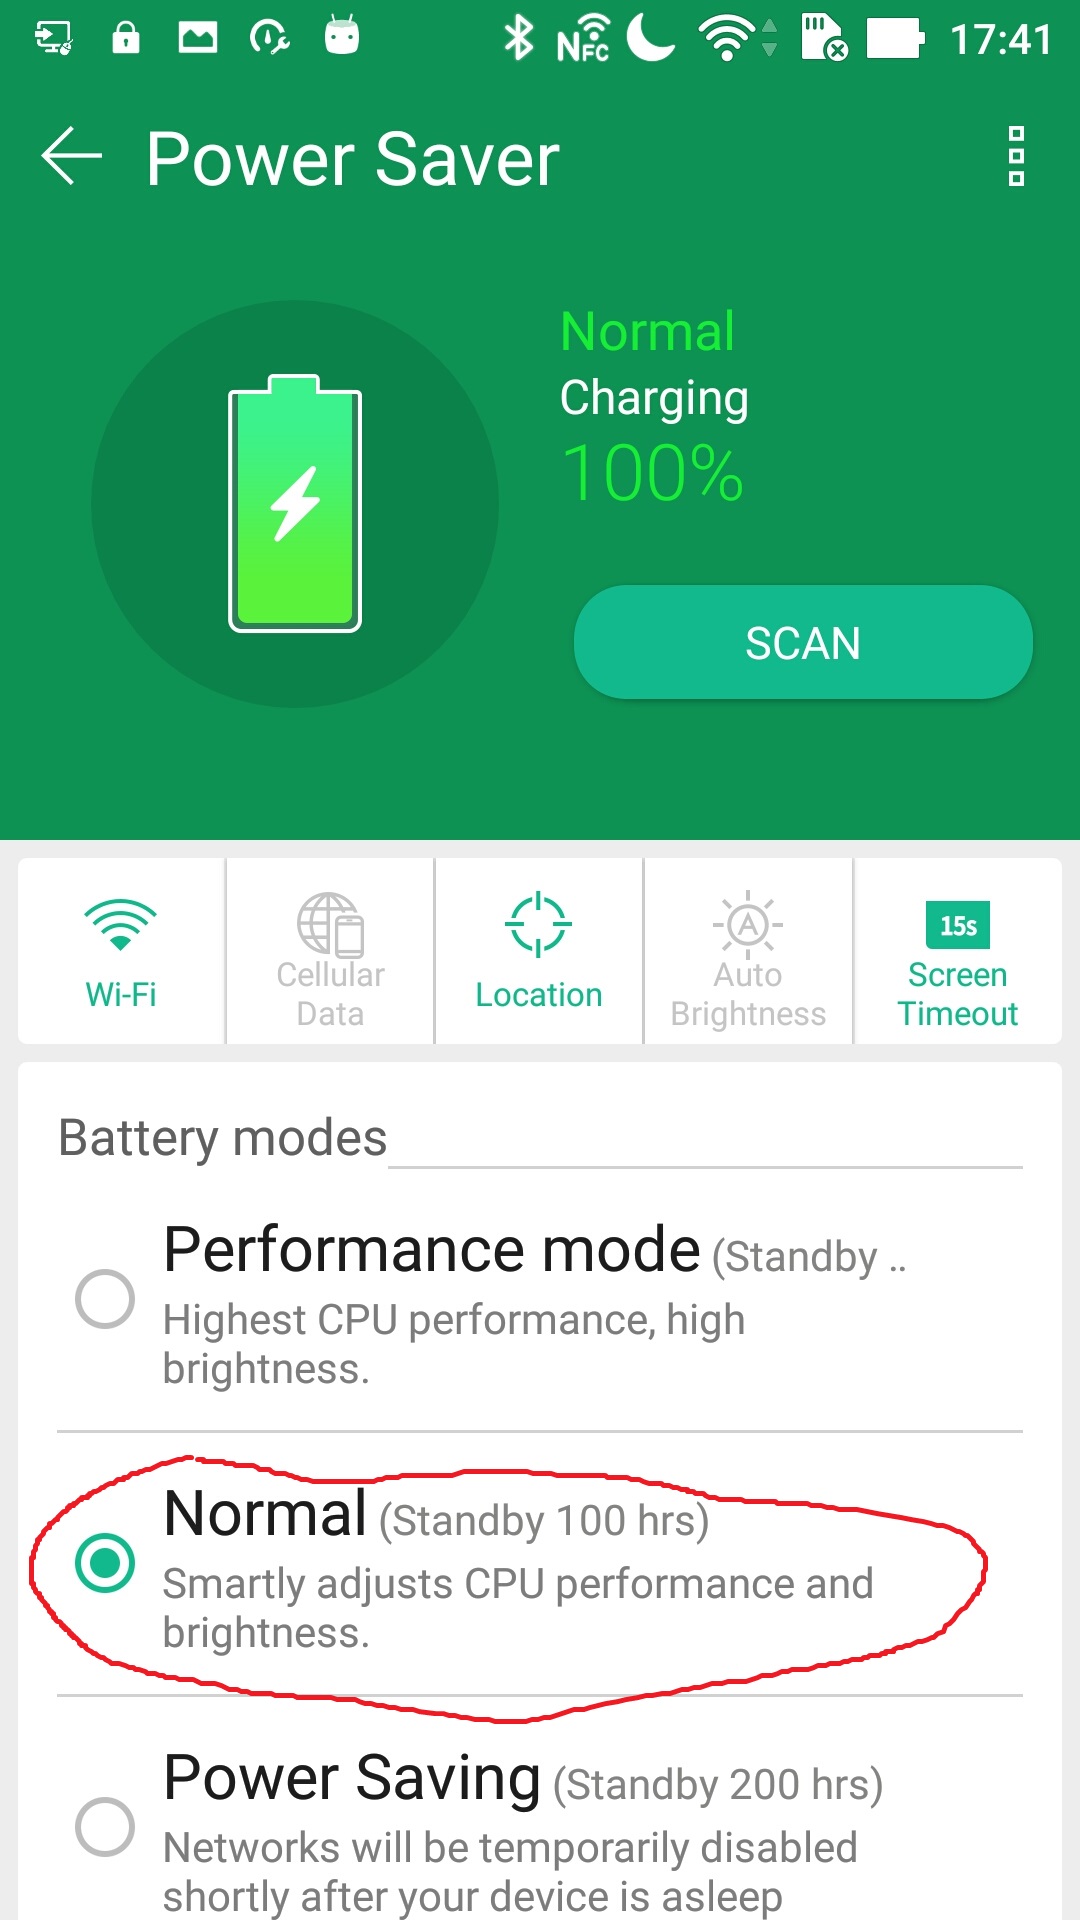 NFC 17:41
Power Saver
Normal
Charging
100%
SCAN
Wi-Fi
Cellular
Data
Location
A
Auto
Brightness
15s
Screen
Timeout
Battery modes
Performance mode (Standby ..
Highest CPU performance, high
brightness.
Normal (Standby 100 hrs)
Smartly adjusts CPU performance and
brightness.
Power Saving (Standby 200 hrs)
Networks will be temporarily disabled
shortly after your device is asleep